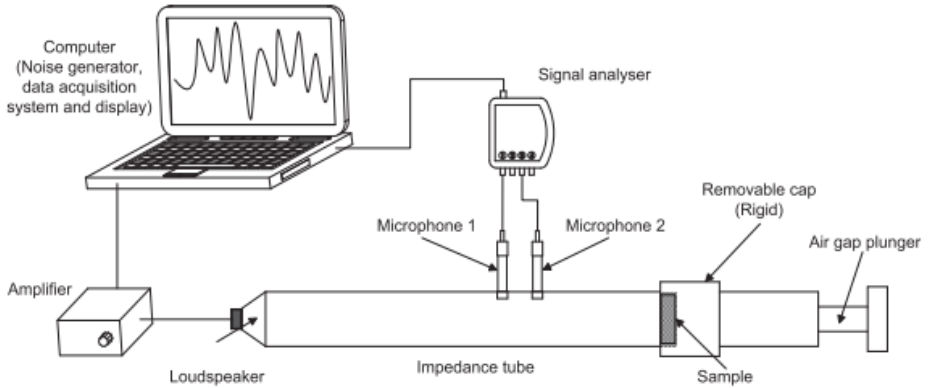 Computer
(Noise generator,
data acquisition
system and display)
Signal analyser
Removable cap
(Rigid)
Microphone 1
Microphone 2
Air gap plunger
Amplifier
Impedance tube
Loudspeaker
Sample